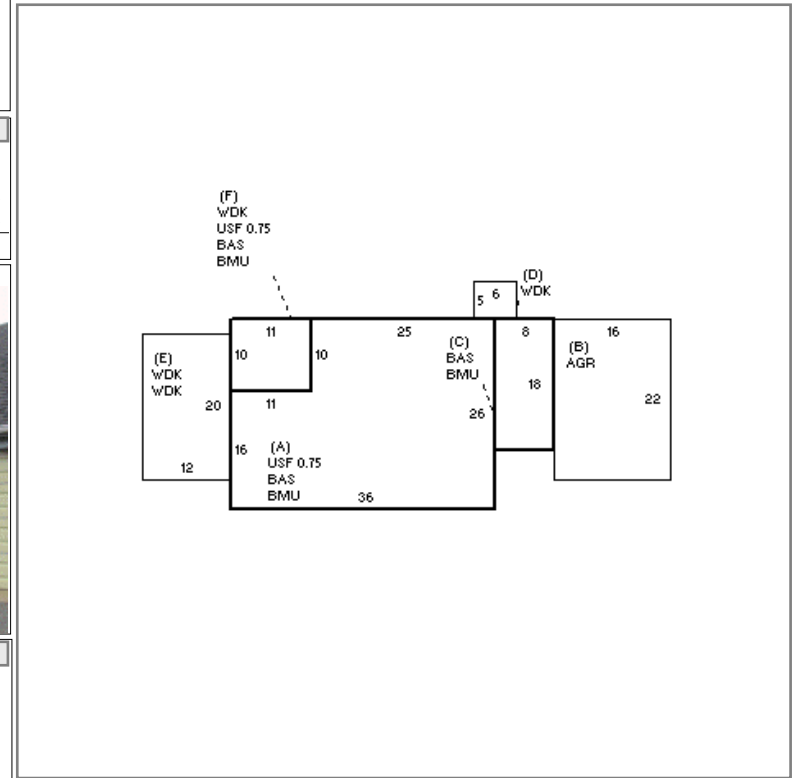 (F)
WDK
USF 0.75
BAS
BMU
(D)
WDK
5 6
11
25
8
16
(E)
WDK
WDK
10
10
(C)
BAS
BMU
(B)
AGR
18
22
20
11
26
16
(A)
USF 0.75
BAS
BMU
12
36